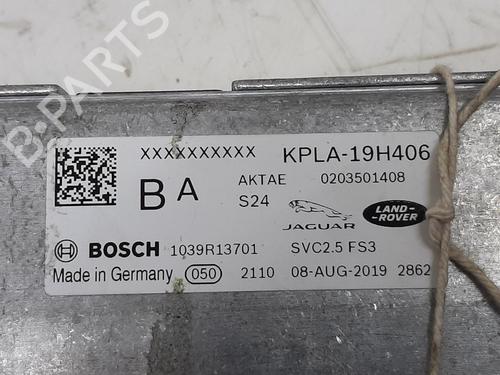 B-PARTS
XXXXXXXXXX KPLA-19H406
B A AKTAE 0203501408
S24 JAGUAR LAND-ROVER
BOSCH 1039R13701 SVC2.5 FS3
Made in Germany 050 2110 08-AUG-2019 2862